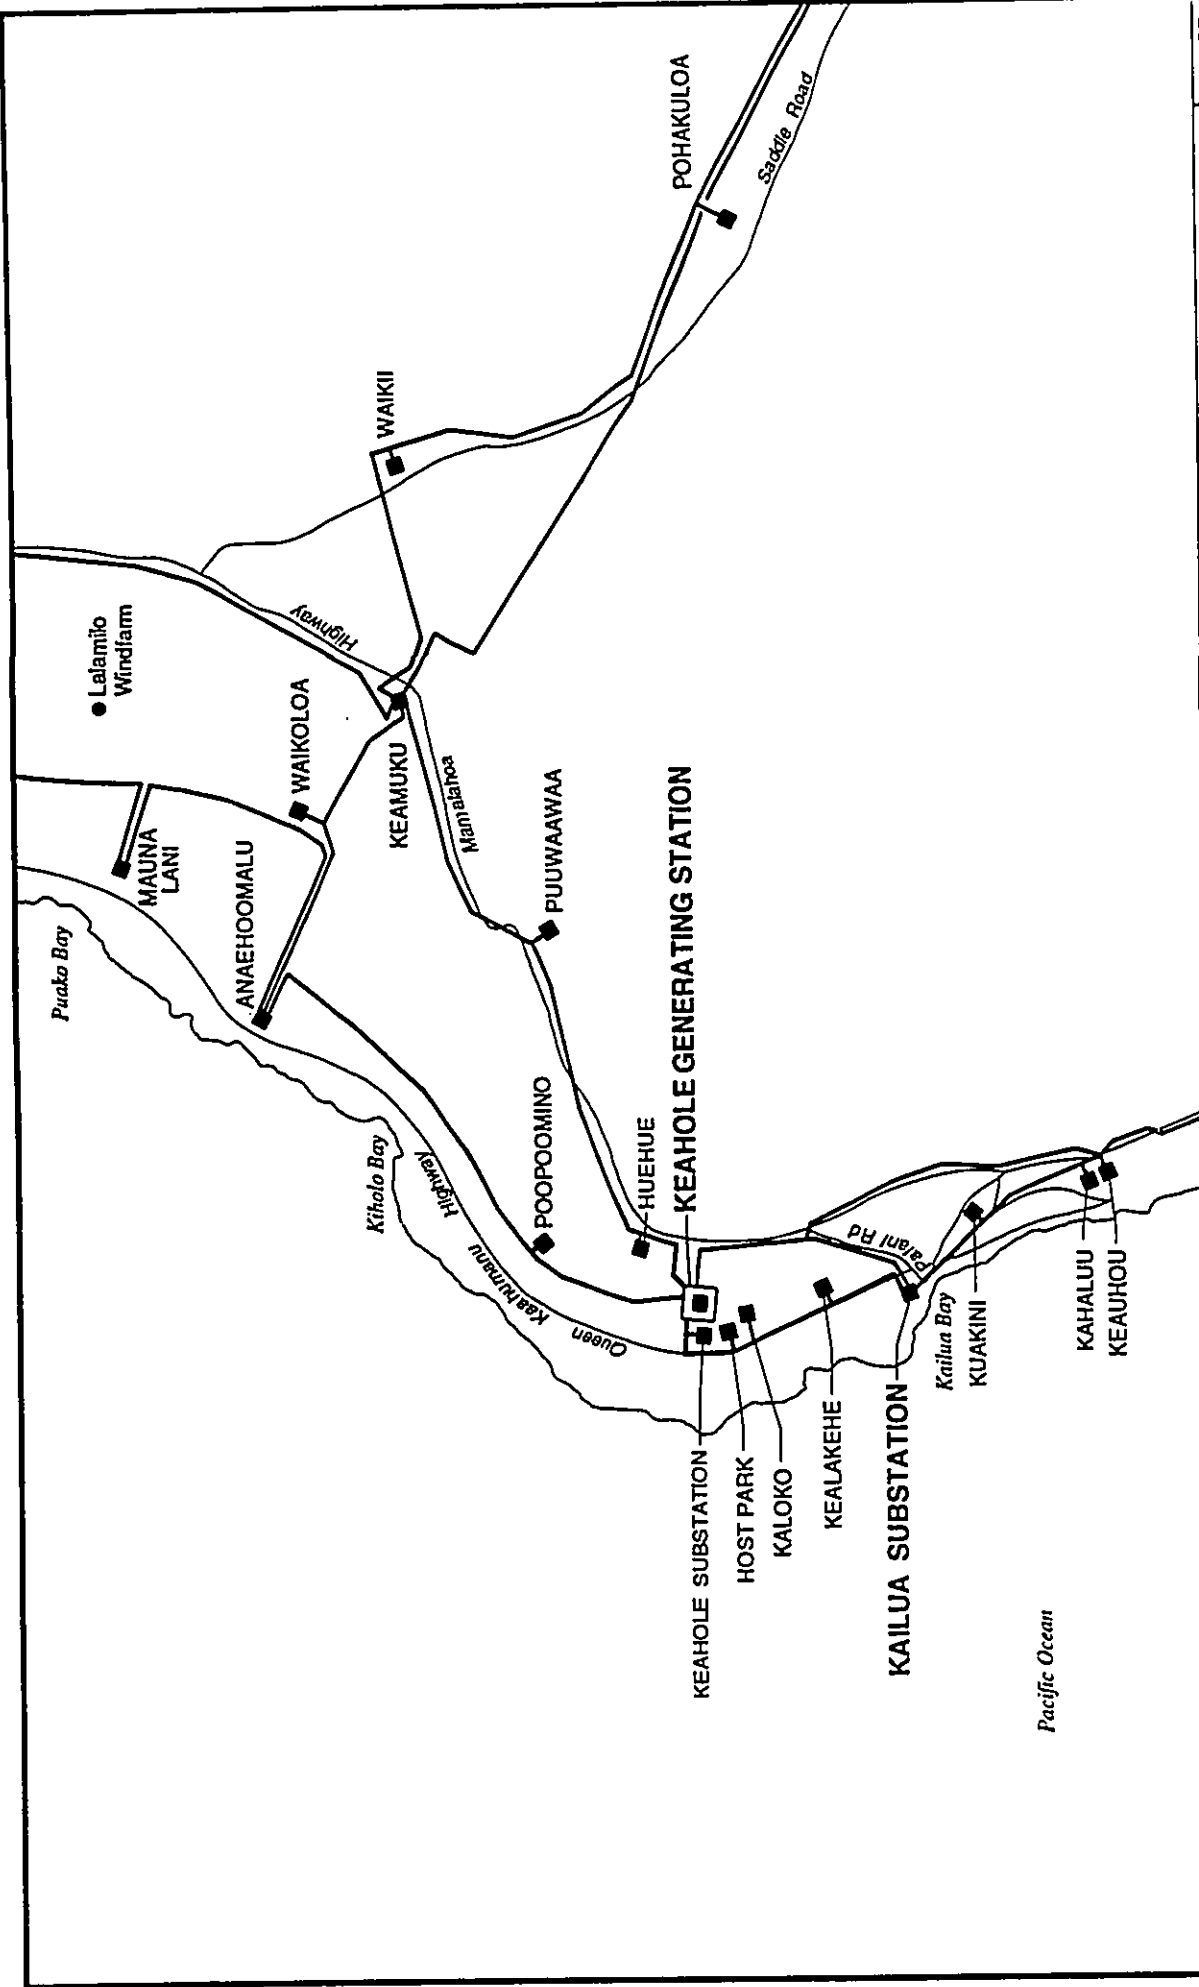 Puako Bay
MAUNA
LANI
Lalamilo
Windfarm
ANAEHOOMALU
WAIKOLOA
Highway
WAIKII
POHAKULOA
Saddle Road
KEAMUKU
Mamalahoa
Kiholo Bay
Highway
Kaahumanu
Queen
POOPOOMINO
PUUWAAWAA
HUEHUE
KEAHOLE GENERATING STATION
KEAHOLE SUBSTATION
HOST PARK
KALOKO
KEALAKEHE
Palani Rd
KAILUA SUBSTATION
Kailua Bay
KUAKINI
Pacific Ocean
KAHALUU
KEAUHOU